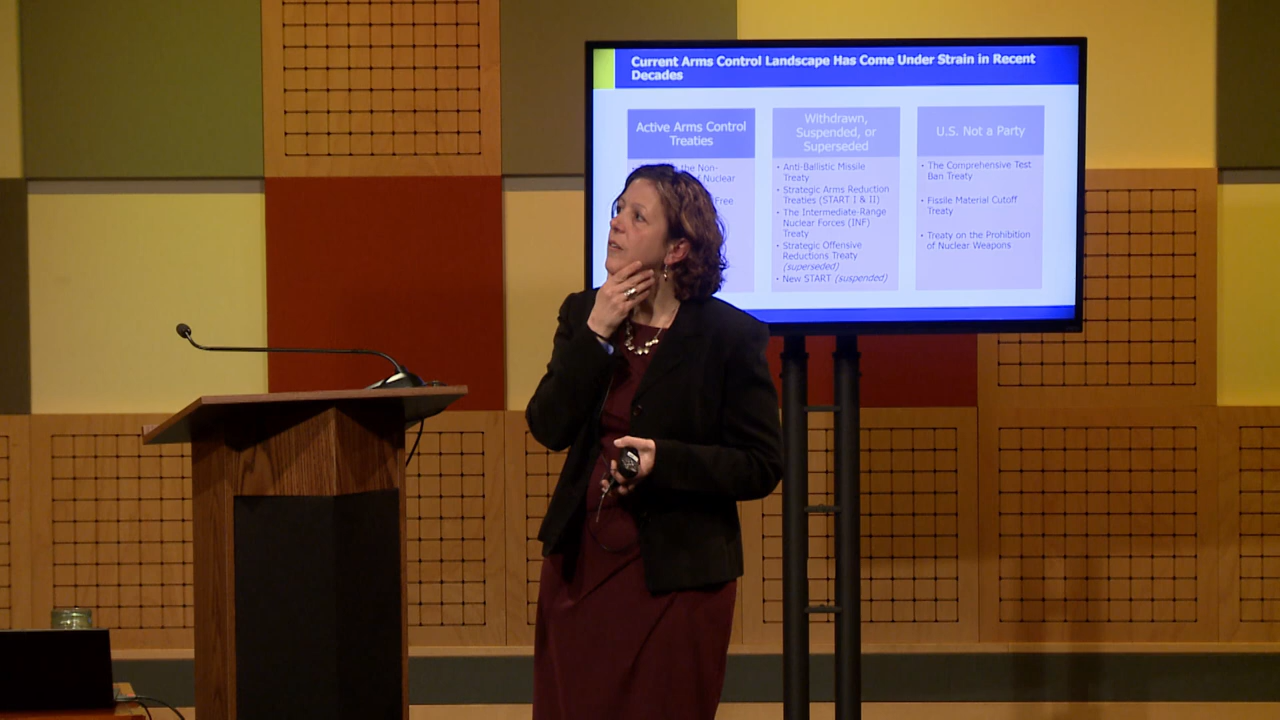 Current Arms Control Landscape Has Come Under Strain in Recent
Decades
Active Arms Control
Treaties
the Non-
of Nuclear
Free
Withdrawn,
Suspended, or
Superseded
• Anti-Ballistic Missile
Treaty
• Strategic Arms Reduction
Treaties (START I & II)
• The Intermediate-Range
Nuclear Forces (INF)
Treaty
• Strategic Offensive
Reductions Treaty
(superseded)
• New START (suspended)
U.S. Not a Party
• The Comprehensive Test
Ban Treaty
• Fissile Material Cutoff
Treaty
• Treaty on the Prohibition
of Nuclear Weapons